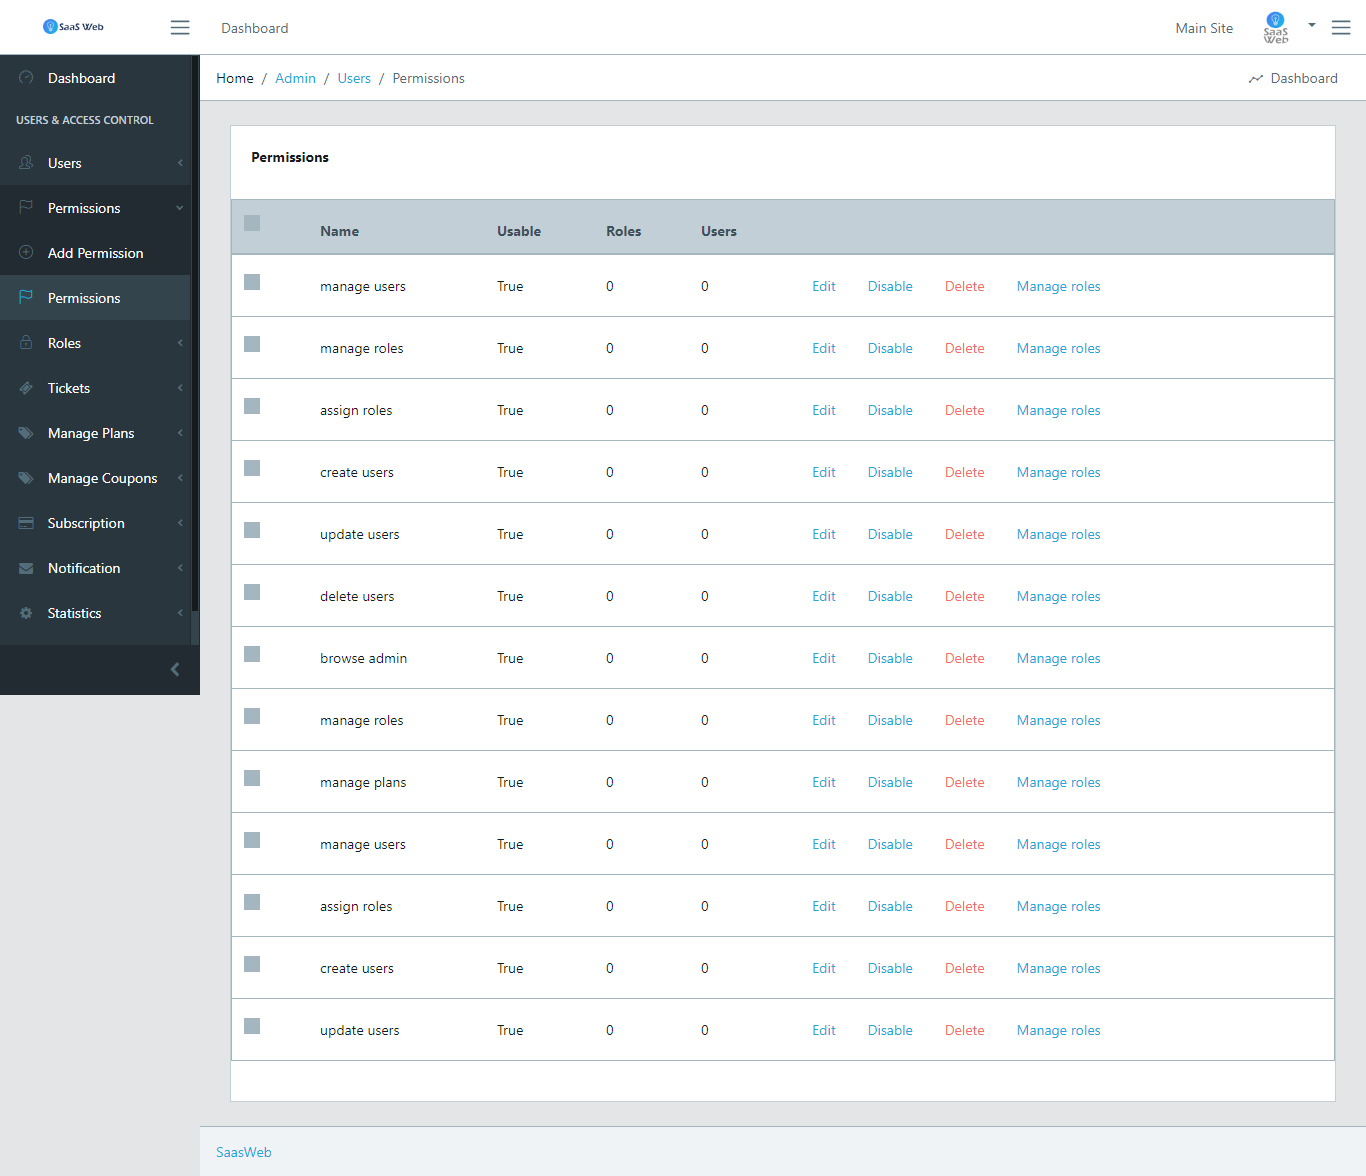 SaaS Web Dashboard Main Site SaaS Web
Home / Admin / Users / Permissions Dashboard
Dashboard
USERS & ACCESS CONTROL
Users
Permissions
Add Permission
Permissions
Roles
Tickets
Manage Plans
Manage Coupons
Subscription
Notification
Statistics
Permissions
Name Usable Roles Users
manage users True 0 0 Edit Disable Delete Manage roles
manage roles True 0 0 Edit Disable Delete Manage roles
assign roles True 0 0 Edit Disable Delete Manage roles
create users True 0 0 Edit Disable Delete Manage roles
update users True 0 0 Edit Disable Delete Manage roles
delete users True 0 0 Edit Disable Delete Manage roles
browse admin True 0 0 Edit Disable Delete Manage roles
manage roles True 0 0 Edit Disable Delete Manage roles
manage plans True 0 0 Edit Disable Delete Manage roles
manage users True 0 0 Edit Disable Delete Manage roles
assign roles True 0 0 Edit Disable Delete Manage roles
create users True 0 0 Edit Disable Delete Manage roles
update users True 0 0 Edit Disable Delete Manage roles
SaasWeb